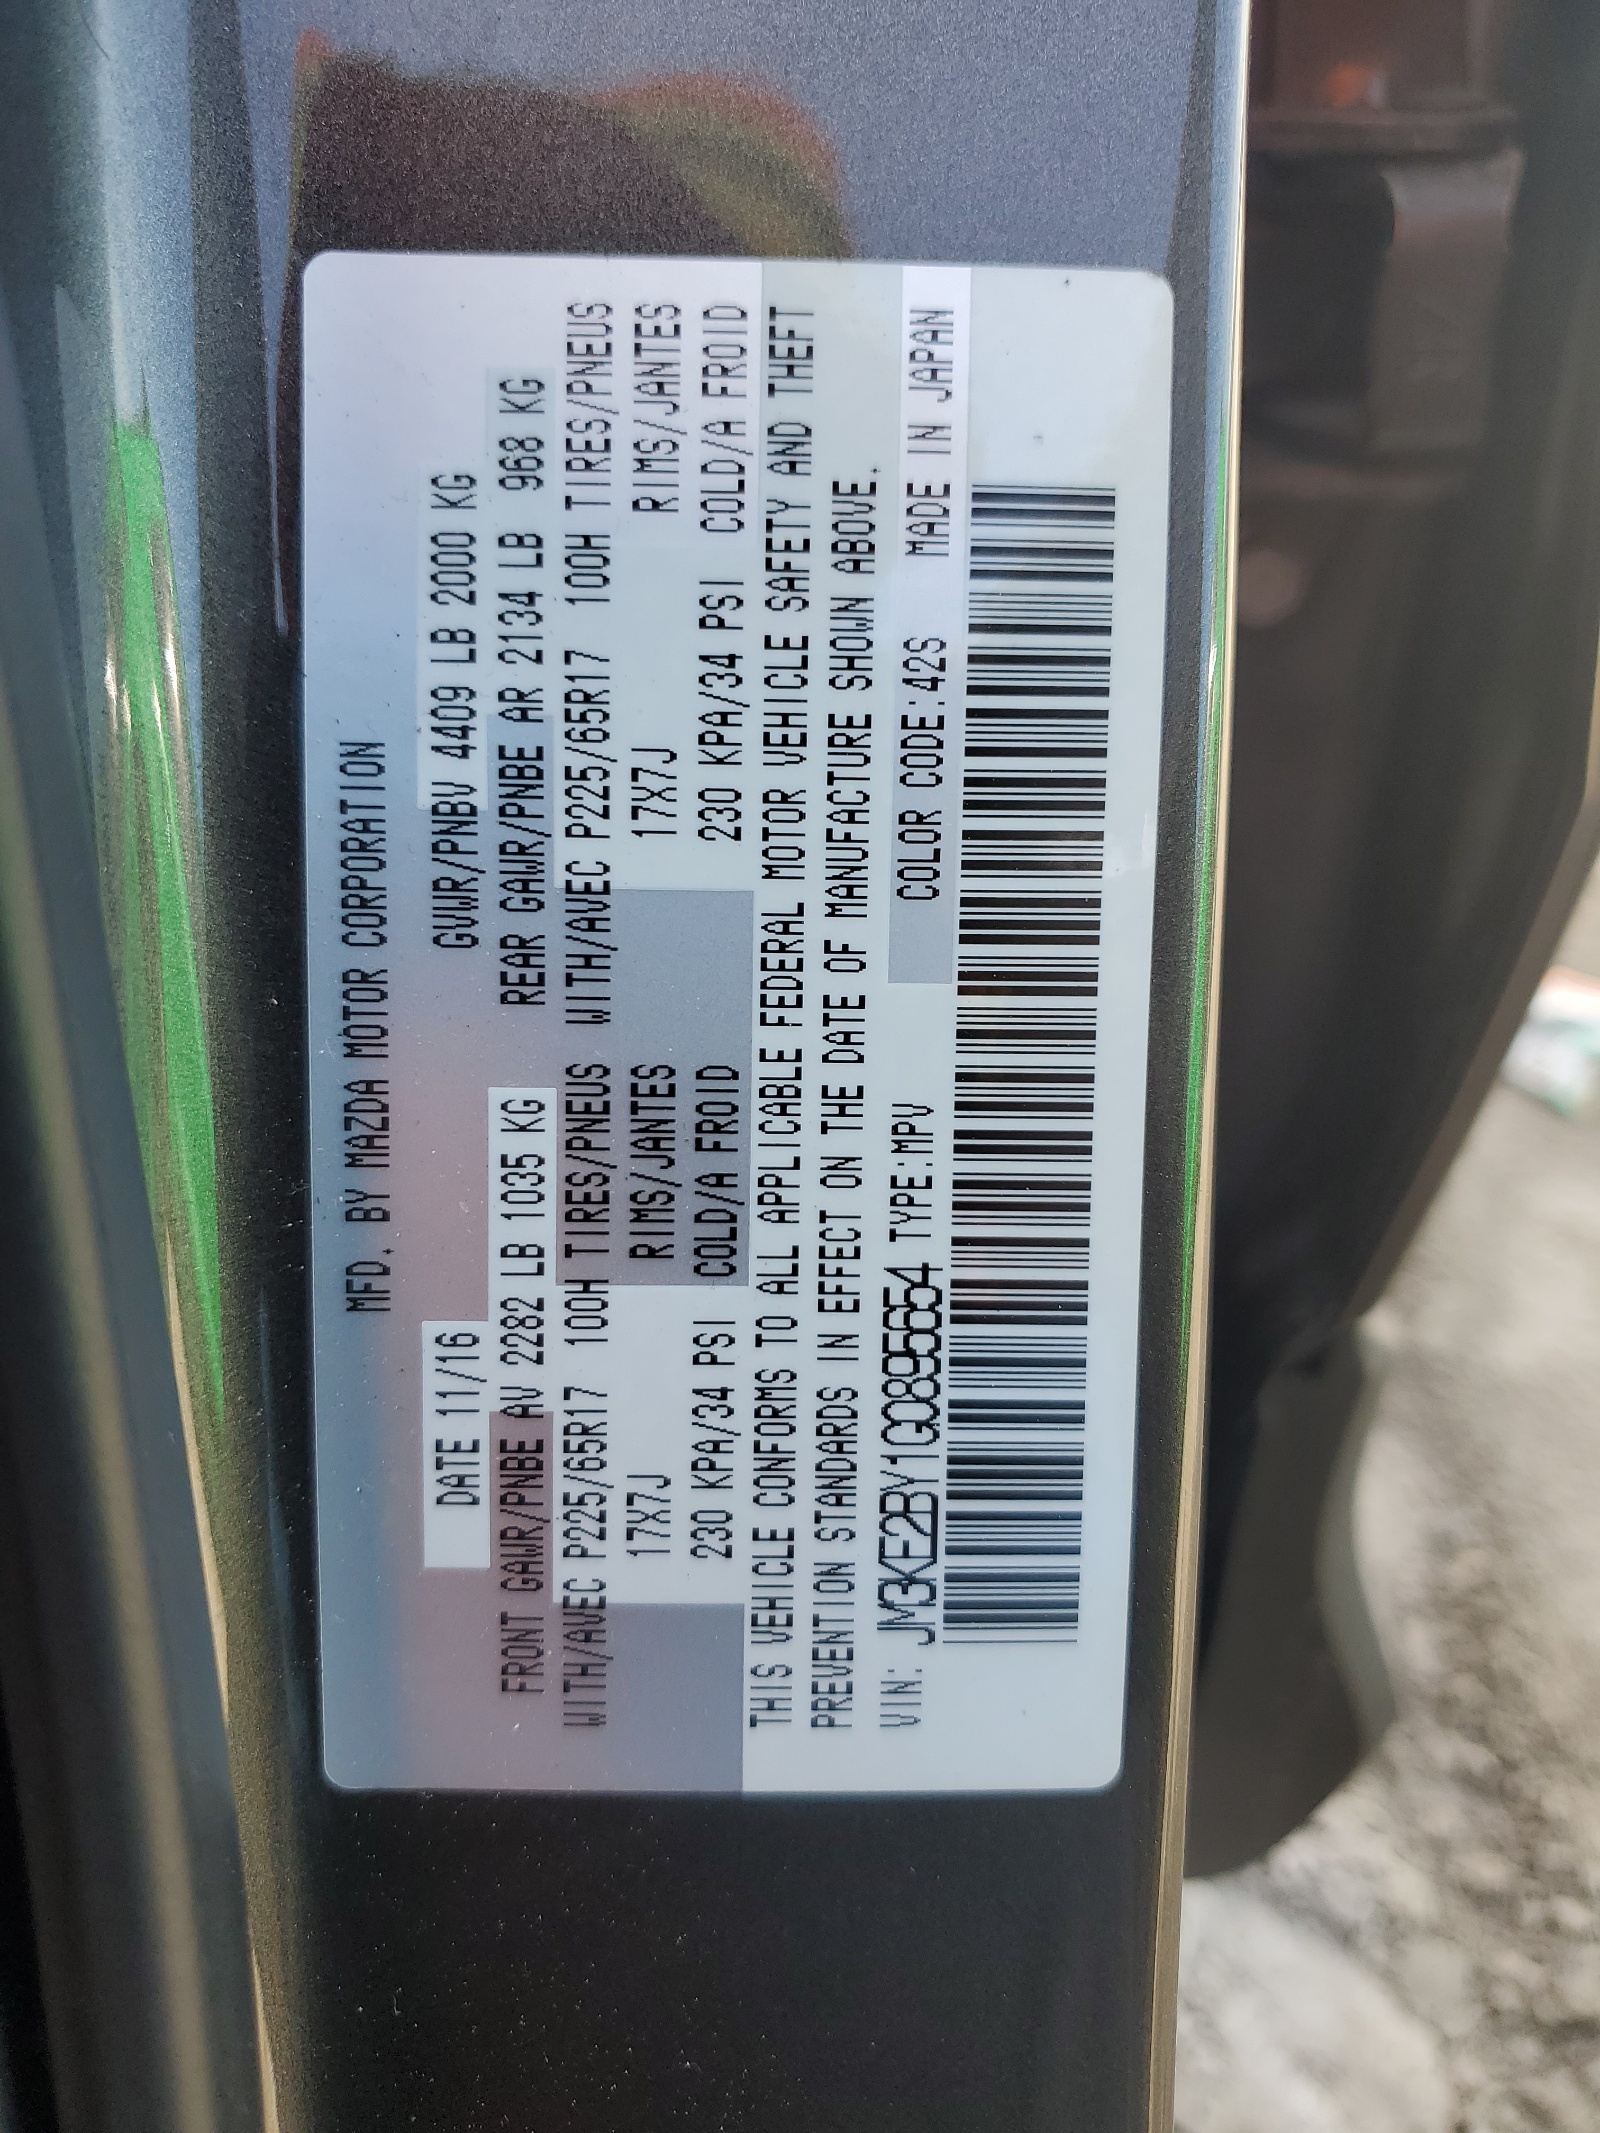 MFD. BY MAZDA MOTOR CORPORATION
DATE 11/16 GVWR/PNBV 4409 LB 2000 KG
FRONT GAWR/PNBE AV 2282 LB 1035 KG REAR GAWR/PNBE AR 2134 LB 968 KG
WITH/AVEC P225/65R17 100H TIRES/PNEUS WITH/AVEC P225/65R17 100H TIRES/PNEUS
17X7J RIMS/JANTES 17X7J RIMS/JANTES
230 KPA/34 PSI COLD/A FROID 230 KPA/34 PSI COLD/A FROID
THIS VEHICLE CONFORMS TO ALL APPLICABLE FEDERAL MOTOR VEHICLE SAFETY AND THEFT
PREVENTION STANDARDS IN EFFECT ON THE DATE OF MANUFACTURE SHOWN ABOVE.
VIN: JM3KE2BY1G0895654 TYPE:MPV COLOR CODE:42S MADE IN JAPAN